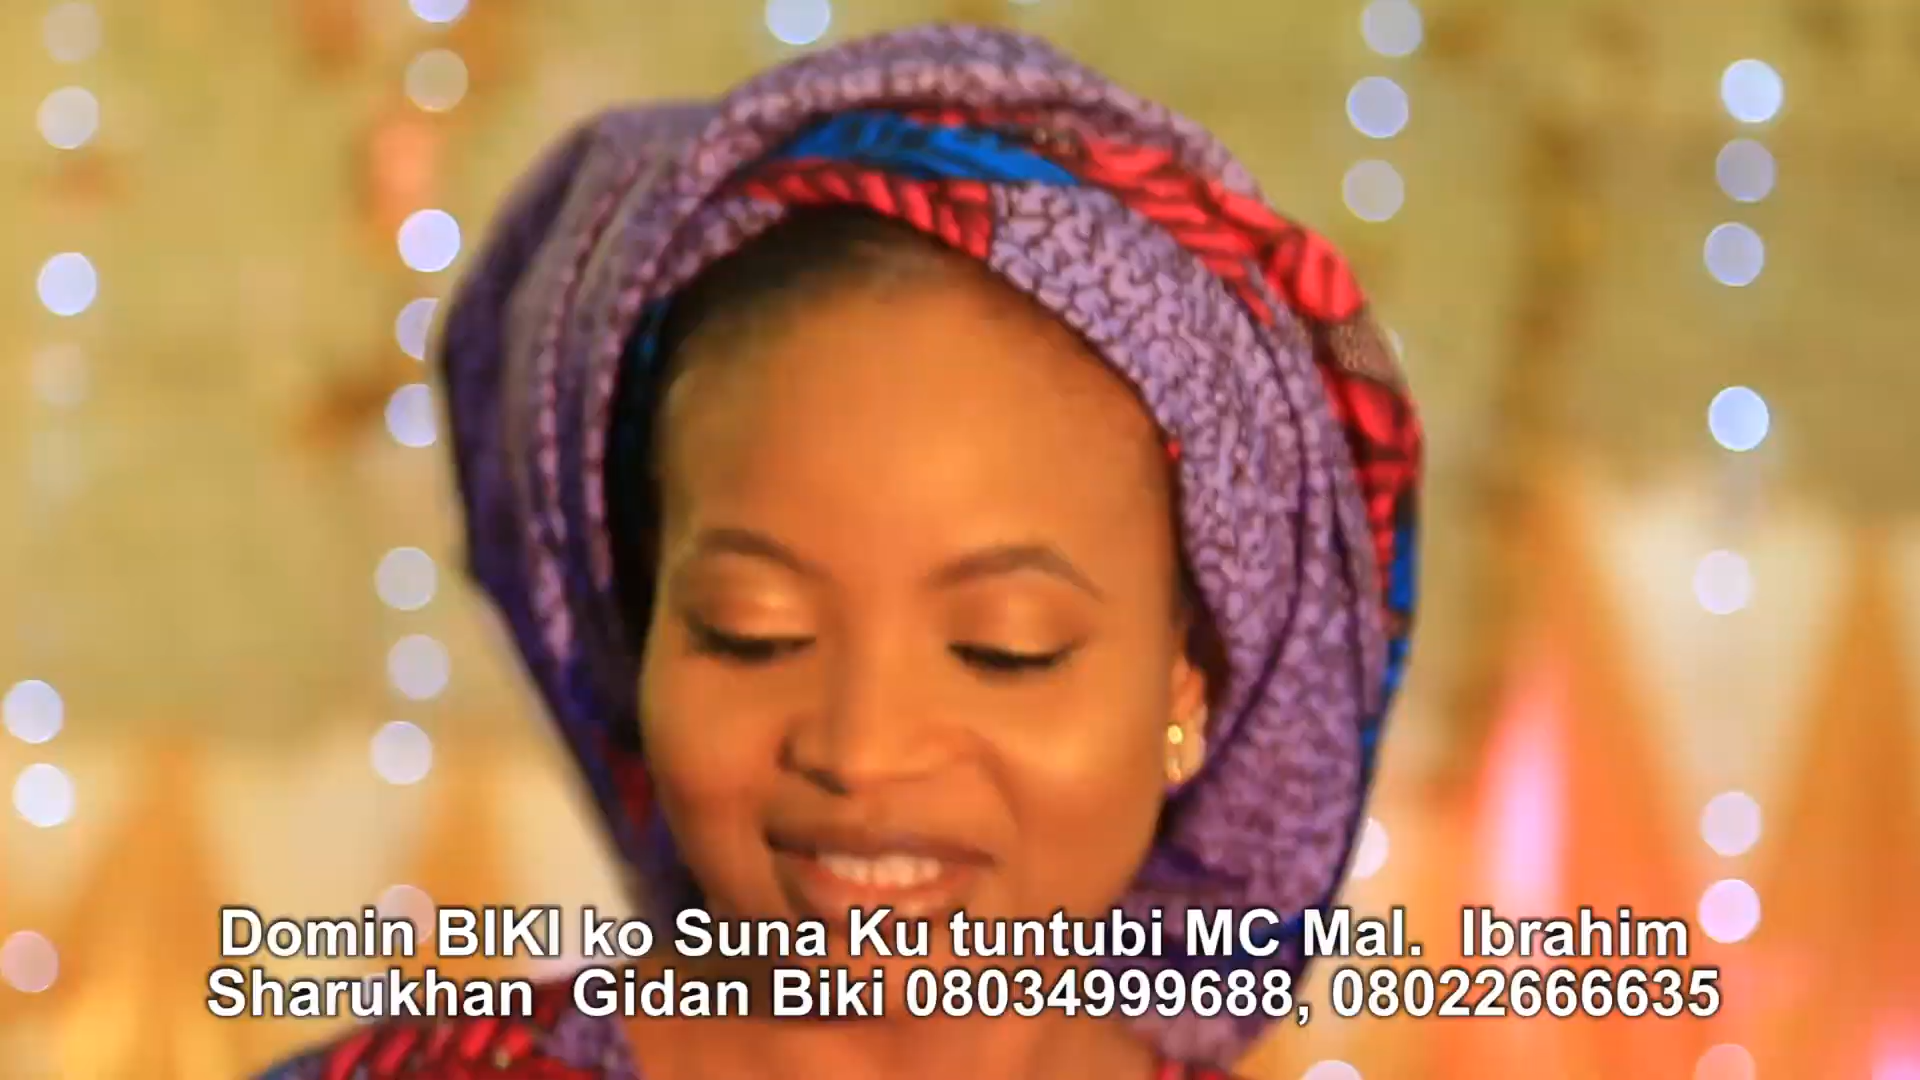 Domin BIKI ko Suna Ku tuntubi MC Mal.  Ibrahim
Sharukhan  Gidan Biki 08034999688, 08022666635